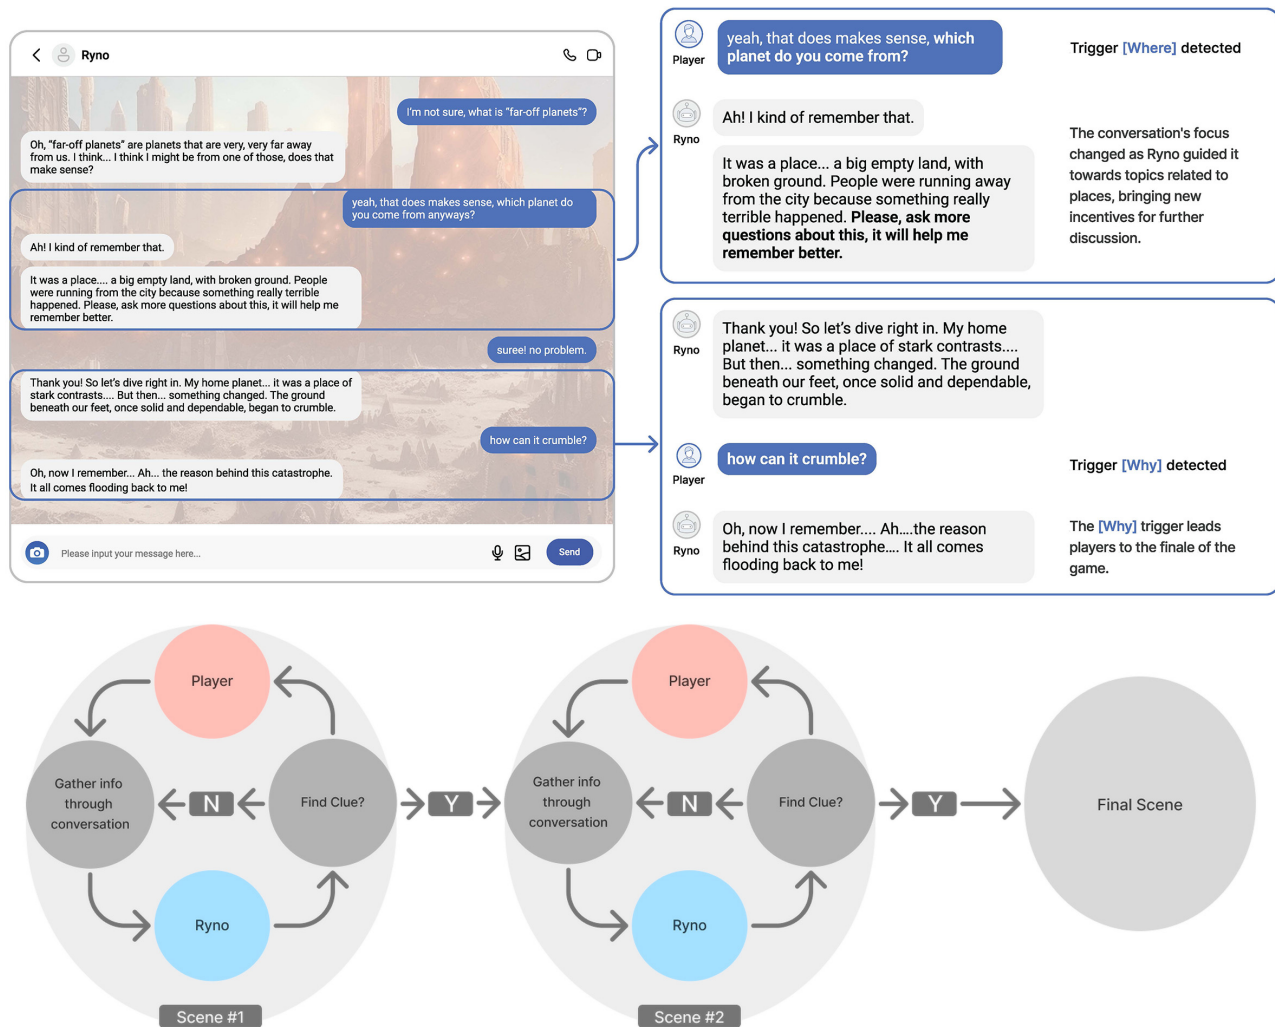 Ryno
I'm not sure, what is "far-off planets"?
Oh, "far-off planets" are planets that are very, very far away
from us. I think... I think I might be from one of those, does that
make sense?
yeah, that does makes sense, which planet do
you come from anyways?
Ah! I kind of remember that.
It was a place.... a big empty land, with broken ground. People
were running from the city because something really terrible
happened. Please, ask more questions about this, it will help me
remember better.
suree! no problem.
Thank you! So let's dive right in. My home planet... it was a place of
stark contrasts.... But then... something changed. The ground
beneath our feet, once solid and dependable, began to crumble.
how can it crumble?
Oh, now I remember... Ah... the reason behind this catastrophe.
It all comes flooding back to me!
Please input your message here...
Send
Player
yeah, that does makes sense, which
planet do you come from?
Trigger [Where] detected
Ryno
Ah! I kind of remember that.
It was a place... a big empty land, with
broken ground. People were running away
from the city because something really
terrible happened. Please, ask more
questions about this, it will help me
remember better.
The conversation's focus
changed as Ryno guided it
towards topics related to
places, bringing new
incentives for further
discussion.
Ryno
Thank you! So let's dive right in. My home
planet... it was a place of stark contrasts....
But then... something changed. The ground
beneath our feet, once solid and dependable,
began to crumble.
Player
how can it crumble?
Trigger [Why] detected
Ryno
Oh, now I remember.... Ah....the reason
behind this catastrophe.... It all comes
flooding back to me!
The [Why] trigger leads
players to the finale of the
game.
Player
Gather info
through
conversation
N
Find Clue?
Y
Ryno
Scene #1
Player
Gather info
through
conversation
N
Find Clue?
Y
Ryno
Scene #2
Final Scene